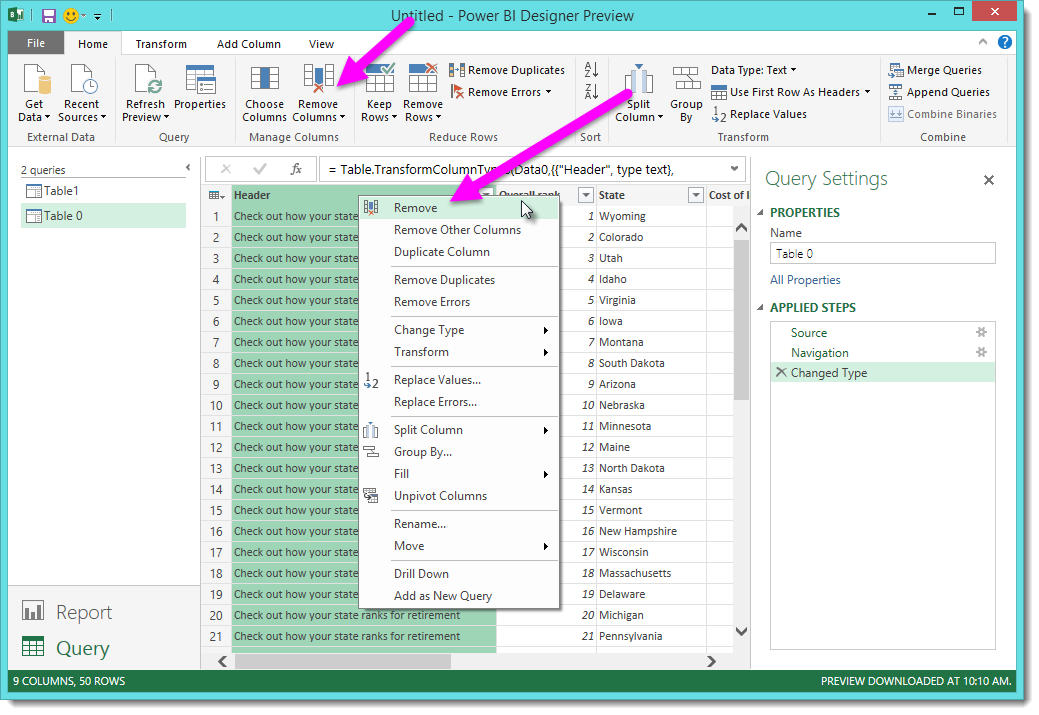 Untitled - Power BI Designer Preview
File Home Transform Add Column View
Get Data Recent Sources Refresh Preview Properties Choose Columns Remove Columns Keep Rows Remove Rows Remove Duplicates Remove Errors A Z Z A Split Column Group By Data Type: Text Use First Row As Headers 1 2 Replace Values Merge Queries Append Queries Combine Binaries
External Data Query Manage Columns Reduce Rows Sort Transform Combine
2 queries
Table1
Table 0
fx = Table.TransformColumnTyp (Data0,{{"Header", type text},
Header Overall rank State Cost of l
1 Check out how your state 1 Wyoming
2 Check out how your state 2 Colorado
3 Check out how your state 3 Utah
4 Check out how your state 4 Idaho
5 Check out how your state 5 Virginia
6 Check out how your state 6 Iowa
7 Check out how your state 7 Montana
8 Check out how your state 8 South Dakota
9 Check out how your state 9 Arizona
10 Check out how your state 10 Nebraska
11 Check out how your state 11 Minnesota
12 Check out how your state 12 Maine
13 Check out how your state 13 North Dakota
14 Check out how your state 14 Kansas
15 Check out how your state 15 Vermont
16 Check out how your state 16 New Hampshire
17 Check out how your state 17 Wisconsin
18 Check out how your state 18 Massachusetts
19 Check out how your state 19 Delaware
20 Check out how your state ranks for retirement 20 Michigan
21 Check out how your state ranks for retirement 21 Pennsylvania
Remove
Remove Other Columns
Duplicate Column
Remove Duplicates
Remove Errors
Change Type
Transform
Replace Values...
Replace Errors...
Split Column
Group By...
Fill
Unpivot Columns
Rename...
Move
Drill Down
Add as New Query
Query Settings
PROPERTIES
Name
Table 0
All Properties
APPLIED STEPS
Source
Navigation
Changed Type
Report
Query
9 COLUMNS, 50 ROWS PREVIEW DOWNLOADED AT 10:10 AM.